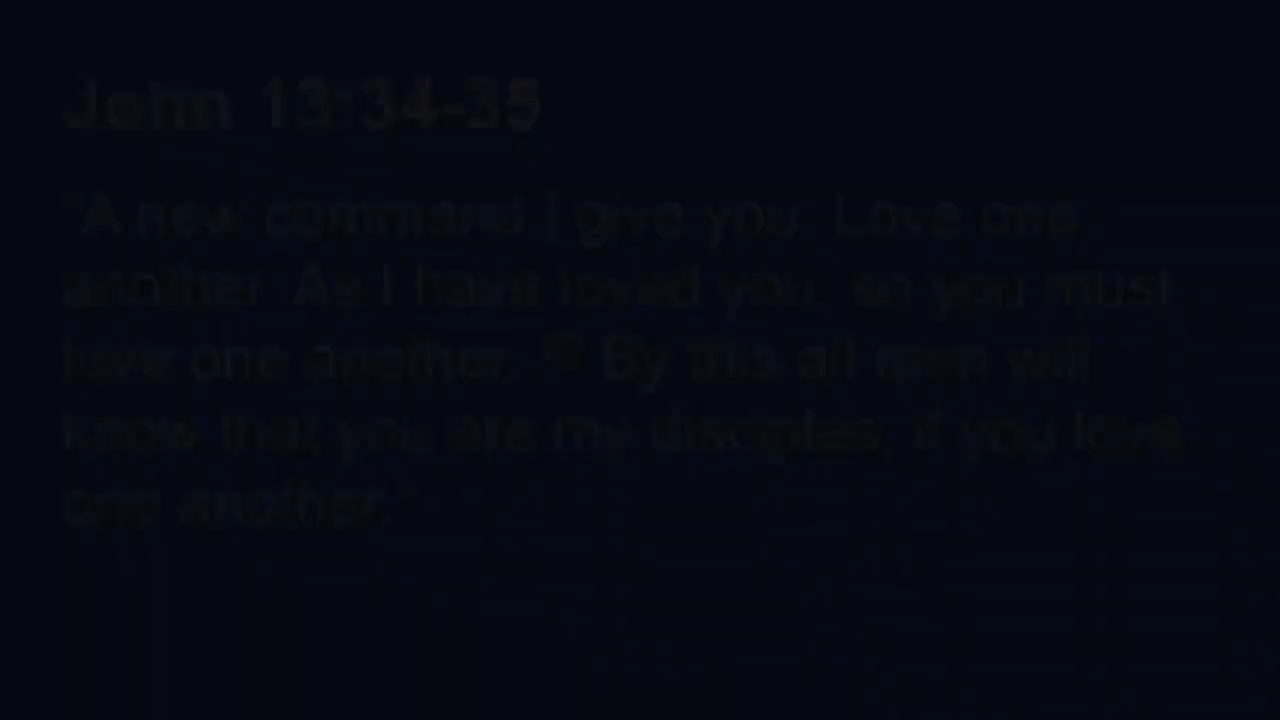 John 13:34-35
"A new command I give you: Love one
another. As I have loved you, so you must
love one another. 35 By this all men will
know that you are my disciples, if you love
one another."